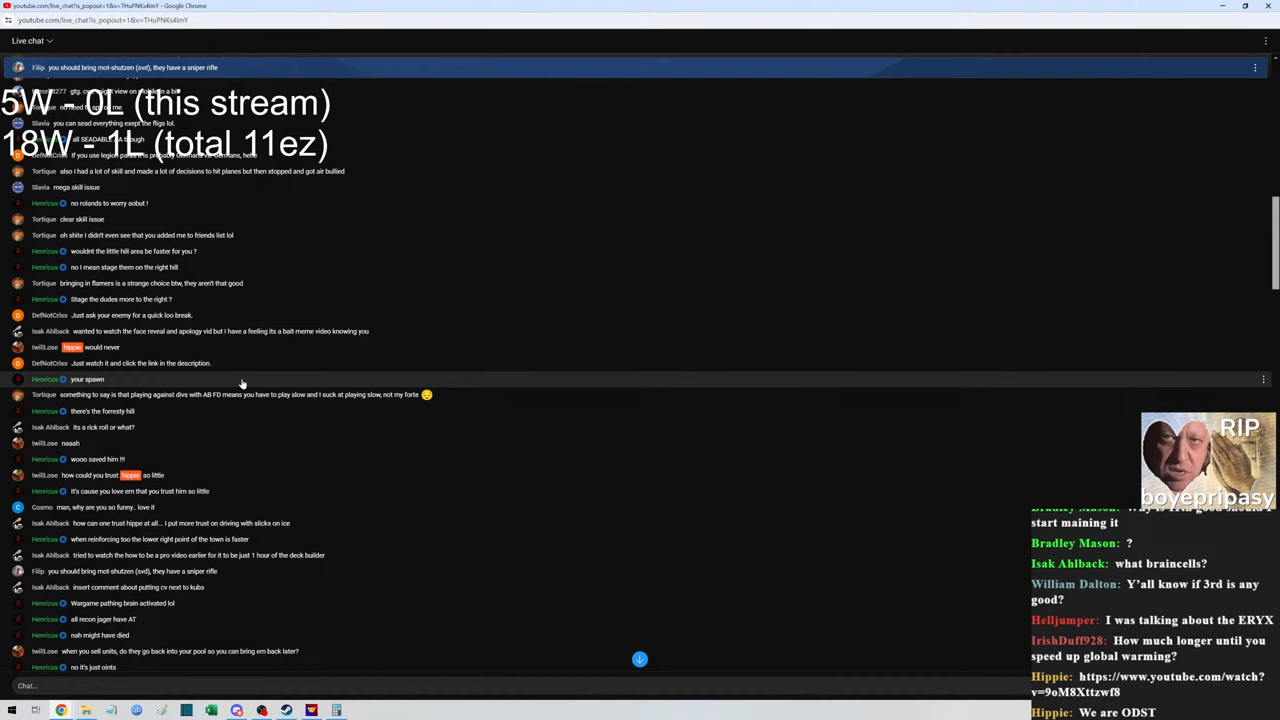 youtube.com/live_chat?is_popout=1&v=THuPNKs4lmY - Google Chrome
youtube.com/live_chat?is_popout=1&v=THuPNKs4lmY
Live chat
Filip you should bring mot-shutzen (svd), they have a sniper rifle
5W - 0L (this stream)
Slavia you can sead everything exept the fligs lol.
all SEADABLE
18W - 1L (total 11ez)
Tortique also I had a lot of skill and made a lot of decisions to hit planes but then stopped and got air bullied
Slavia mega skill issue
Henricus no rolands to worry aobut !
Tortique clear skill issue
Tortique oh shite I didn't even see that you added me to friends list lol
Henricus wouldnt the little hill area be faster for you ?
Henricus no I mean stage them on the right hill
Tortique bringing in flamers is a strange choice btw, they aren't that good
Henricus Stage the dudes more to the right ?
DefNotCriss Just ask your enemy for a quick loo break.
Isak Ahlback wanted to watch the face reveal and apology vid but I have a feeling its a bait meme video knowing you
IwillLose hippie would never
DefNotCriss Just watch it and click the link in the description.
Henricus your spawn
Tortique something to say is that playing against divs with AB FD means you have to play slow and I suck at playing slow, not my forte
Henricus there's the forresty hill
Isak Ahlback its a rick roll or what?
IwillLose naaah
Henricus wooo saved him !!!
IwillLose how could you trust hippie so little
Henricus It's cause you love em that you trust him so little
Cosmo man, why are you so funny.. love it
Isak Ahlback how can one trust hippe at all... I put more trust on driving with slicks on ice
Henricus when reinforcing too the lower right point of the town is faster
Isak Ahlback tried to watch the how to be a pro video earlier for it to be just 1 hour of the deck builder
Filip you should bring mot-shutzen (svd), they have a sniper rifle
Isak Ahlback insert comment about putting cv next to kubs
Henricus Wargame pathing brain activated lol
Henricus all recon jager have AT
Henricus nah might have died
IwillLose when you sell units, do they go back into your pool so you can bring em back later?
Henricus no it's just oints
Chat...
RIP
boyepripasy
start maining it
Bradley Mason: ?
Isak Ahlback: what braincells?
William Dalton: Y'all know if 3rd is any
good?
Helljumper: I was talking about the ERYX
IrishDuff928: How much longer until you
speed up global warming?
Hippie: https://www.youtube.com/watch?
v=9oM8Xttzwf8
Hippie: We are ODST